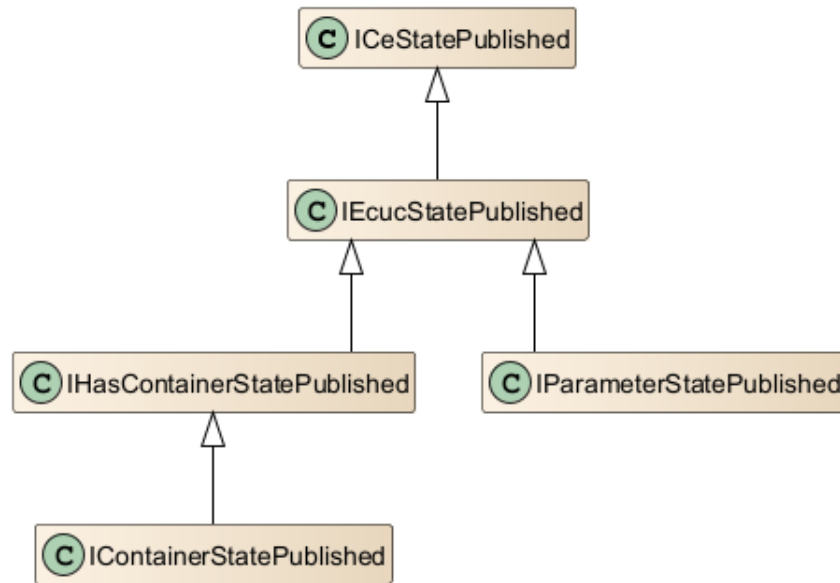 C ICeStatePublished
C IEcucStatePublished
C IHasContainerStatePublished
C IParameterStatePublished
C IContainerStatePublished